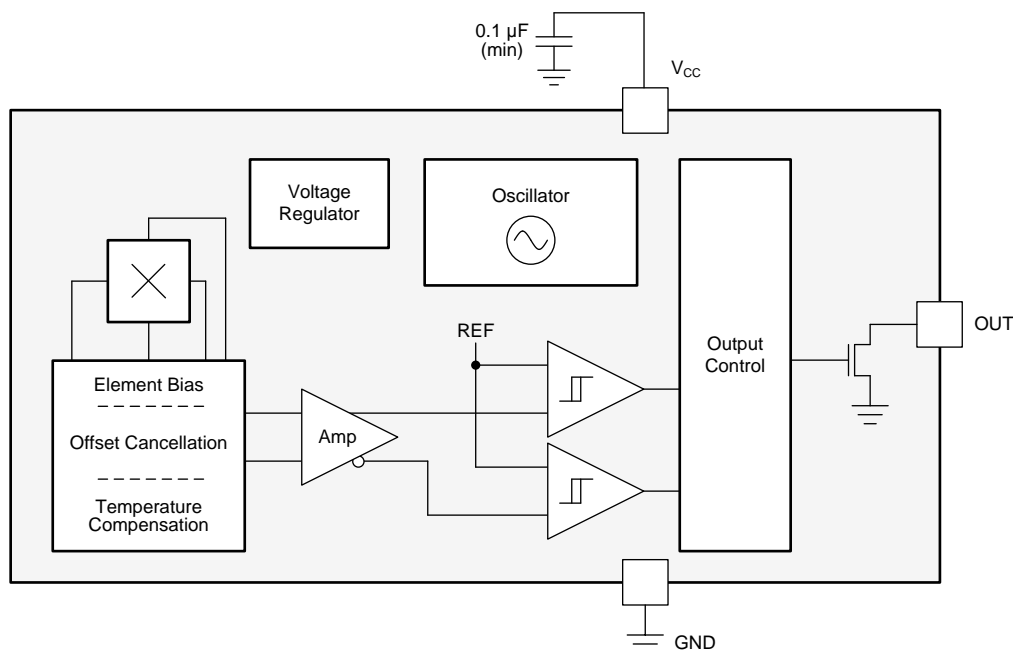 0.1 µF
(min)
VCC
Voltage
Regulator
Oscillator
REF
OUT
Output
Control
Element Bias
Offset Cancellation
Temperature
Compensation
Amp
GND